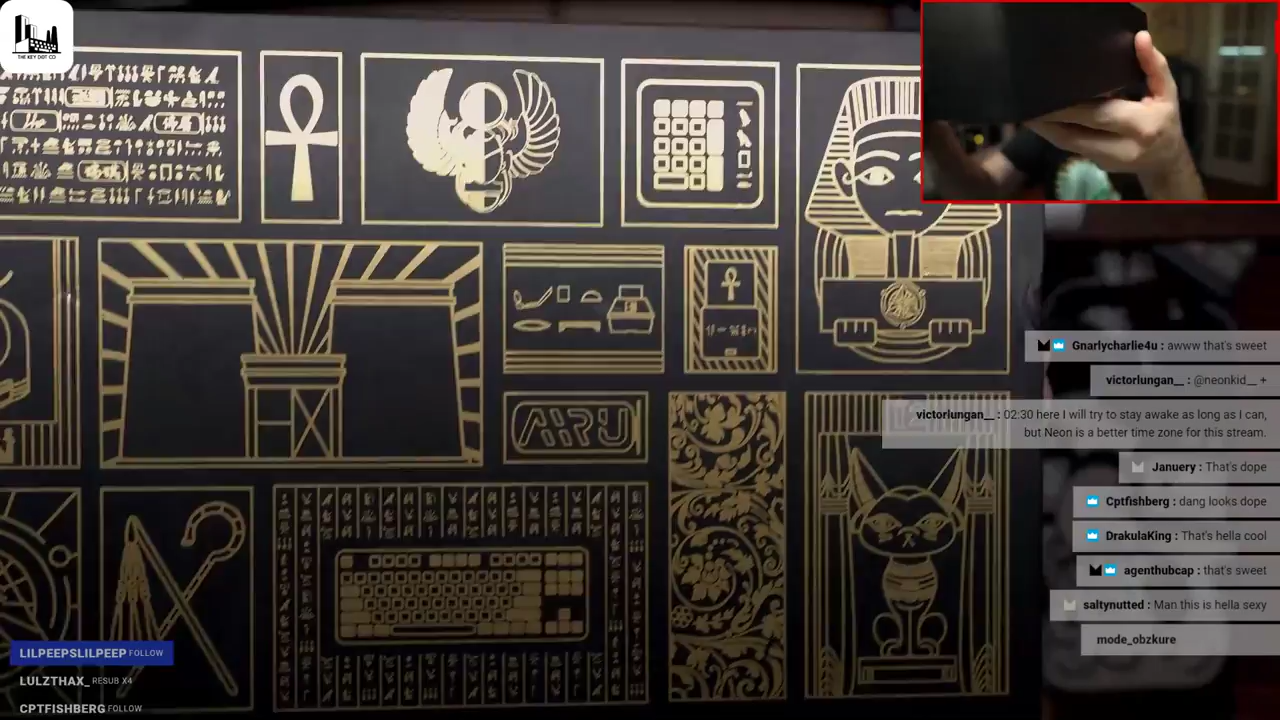 THE KEY DOT CO
AIRU
Gnarlycharlie4u : awww that's sweet
victorlungan__ : @neonkid__ +
victorlungan__ : 02:30 here I will try to stay awake as long as I can,
but Neon is a better time zone for this stream.
Januery : That's dope
Cptfishberg : dang looks dope
DrakulaKing : That's hella cool
agenthubcap : that's sweet
saltynutted : Man this is hella sexy
mode_obzkure
LILPEEPSLILPEEP FOLLOW
LULZTHAX_ RESUB X4
CPTFISHBERG FOLLOW